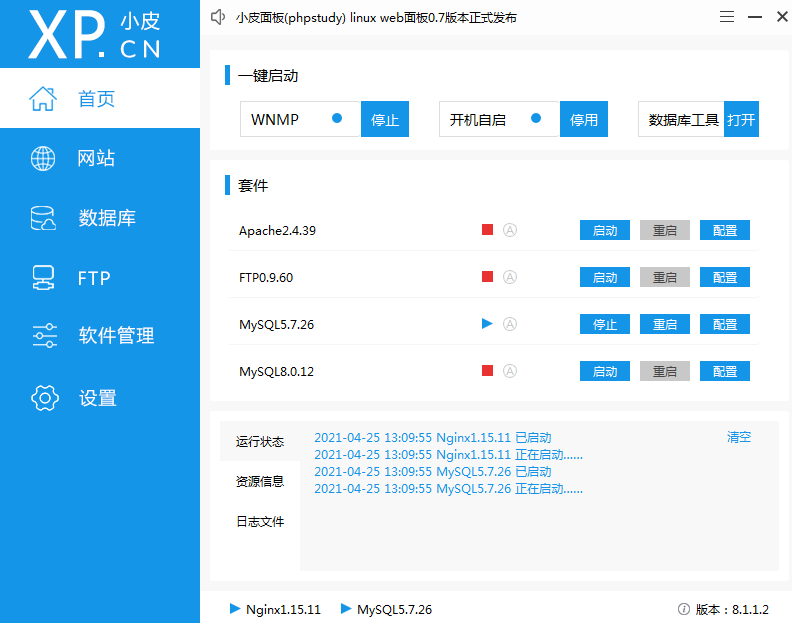 XP.CN 小皮
小皮面板(phpstudy) linux web面板0.7版本正式发布
首页
网站
数据库
FTP
软件管理
设置
一键启动
WNMP 停止 开机自启 停用 数据库工具 打开
套件
Apache2.4.39 A 启动 重启 配置
FTP0.9.60 A 启动 重启 配置
MySQL5.7.26 A 停止 重启 配置
MySQL8.0.12 A 启动 重启 配置
运行状态
资源信息
日志文件
2021-04-25 13:09:55 Nginx1.15.11 已启动 清空
2021-04-25 13:09:55 Nginx1.15.11 正在启动......
2021-04-25 13:09:55 MySQL5.7.26 已启动
2021-04-25 13:09:55 MySQL5.7.26 正在启动......
Nginx1.15.11 MySQL5.7.26 版本：8.1.1.2